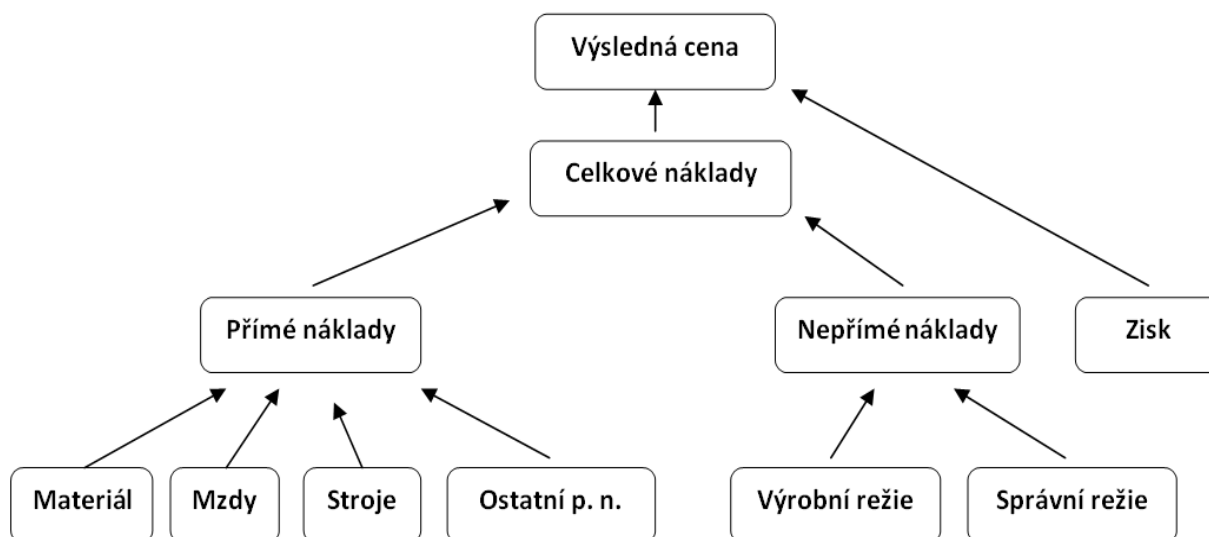 Výsledná cena
Celkové náklady
Přímé náklady
Nepřímé náklady
Zisk
Materiál
Mzdy
Stroje
Ostatní p. n.
Výrobní režie
Správní režie